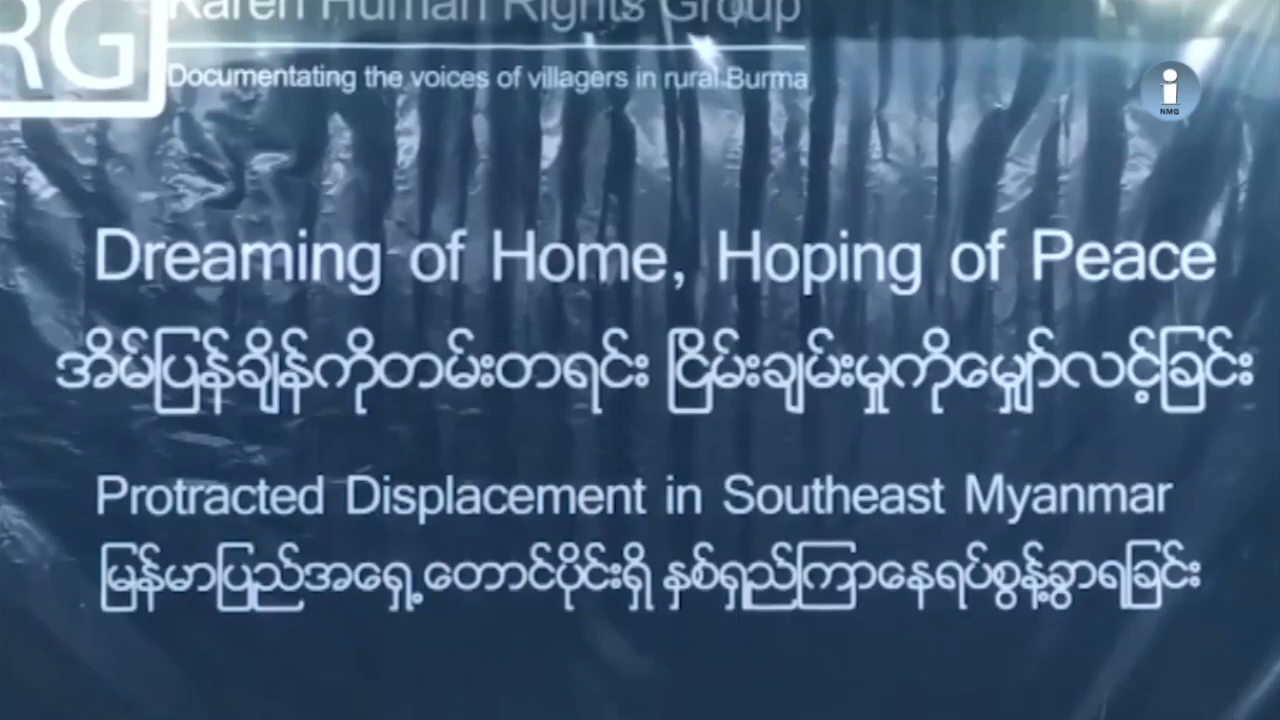 RG
Karen Human Rights Group
Documentating the voices of villagers in rural Burma
i
NMG
Dreaming of Home, Hoping of Peace
အိမ်ပြန်ချိန်ကိုတမ်းတရင်း ငြိမ်းချမ်းမှုကိုမျှော်လင့်ခြင်း
Protracted Displacement in Southeast Myanmar
မြန်မာပြည်အရှေ့တောင်ပိုင်းရှိ နှစ်ရှည်ကြာနေရပ်စွန့်ခွာရခြင်း